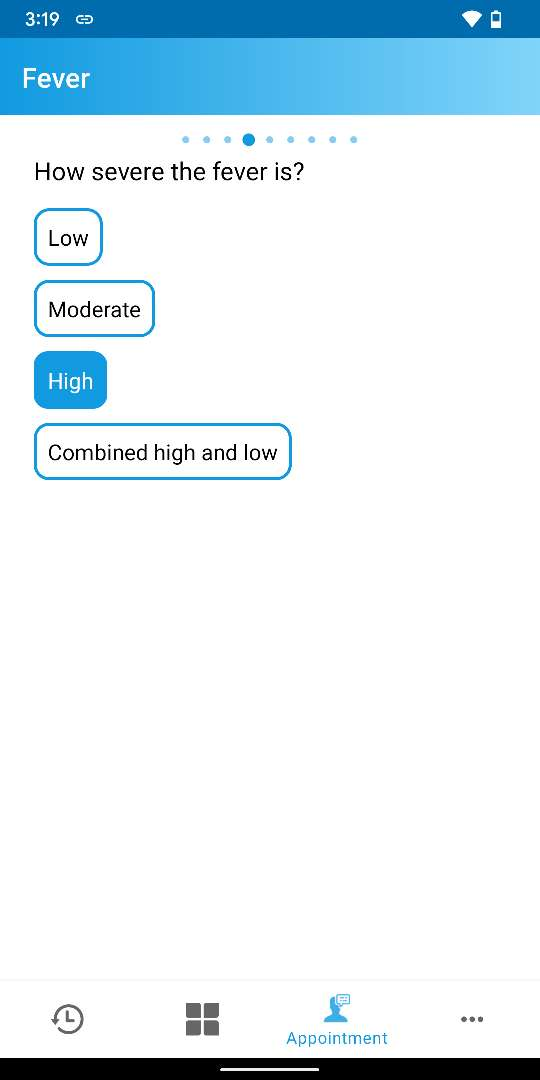 3:19
Fever
How severe the fever is?
Low
Moderate
High
Combined high and low
Appointment